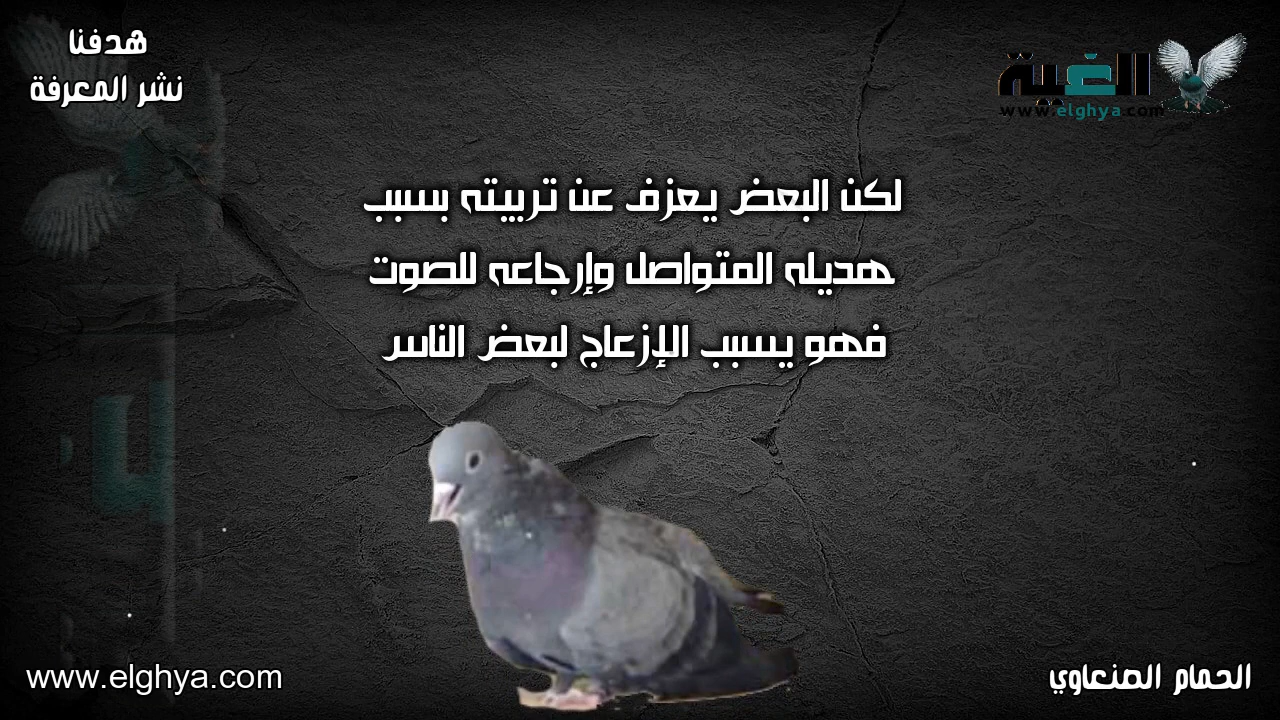 هدفنا
نشر المعرفة
الغية
www.elghya.com
لكن البعض يعزف عن تربيته بسبب
هديله المتواصل وإرجاعه للصوت
فهو يسبب الإزعاج لبعض الناس
www.elghya.com
الحمام الصنعاوي